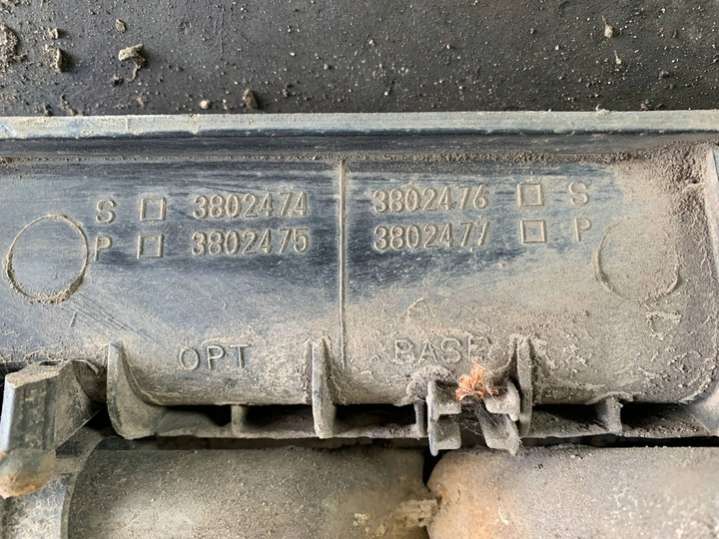 S □ 3802474
P □ 3802475
OPT
3802476 □ S
3802477 □ P
BASE